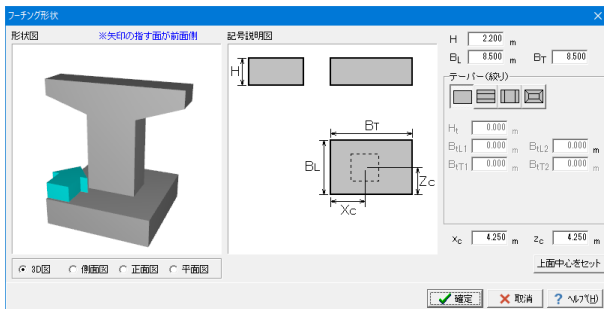 フーチング形状
形状図 ※矢印の指す面が前面側
記号説明図
H 2.200 m
BL 8.500 m BT 8.500
テーパー(絞り)
Ht 0.000 m
BtL1 0.000 m BtL2 0.000 m
BtT1 0.000 m BtT2 0.000 m
xc 4.250 m zc 4.250 m
上面中心をセット
H
BT
BL
Zc
Xc
3D図 側面図 正面図 平面図
確定 取消 ? ヘルプ(H)